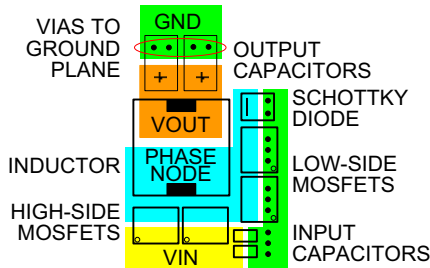 VIAS TO
GROUND
PLANE
GND
OUTPUT
CAPACITORS
SCHOTTKY
DIODE
VOUT
INDUCTOR
PHASE
NODE
LOW-SIDE
MOSFETS
HIGH-SIDE
MOSFETS
VIN
INPUT
CAPACITORS